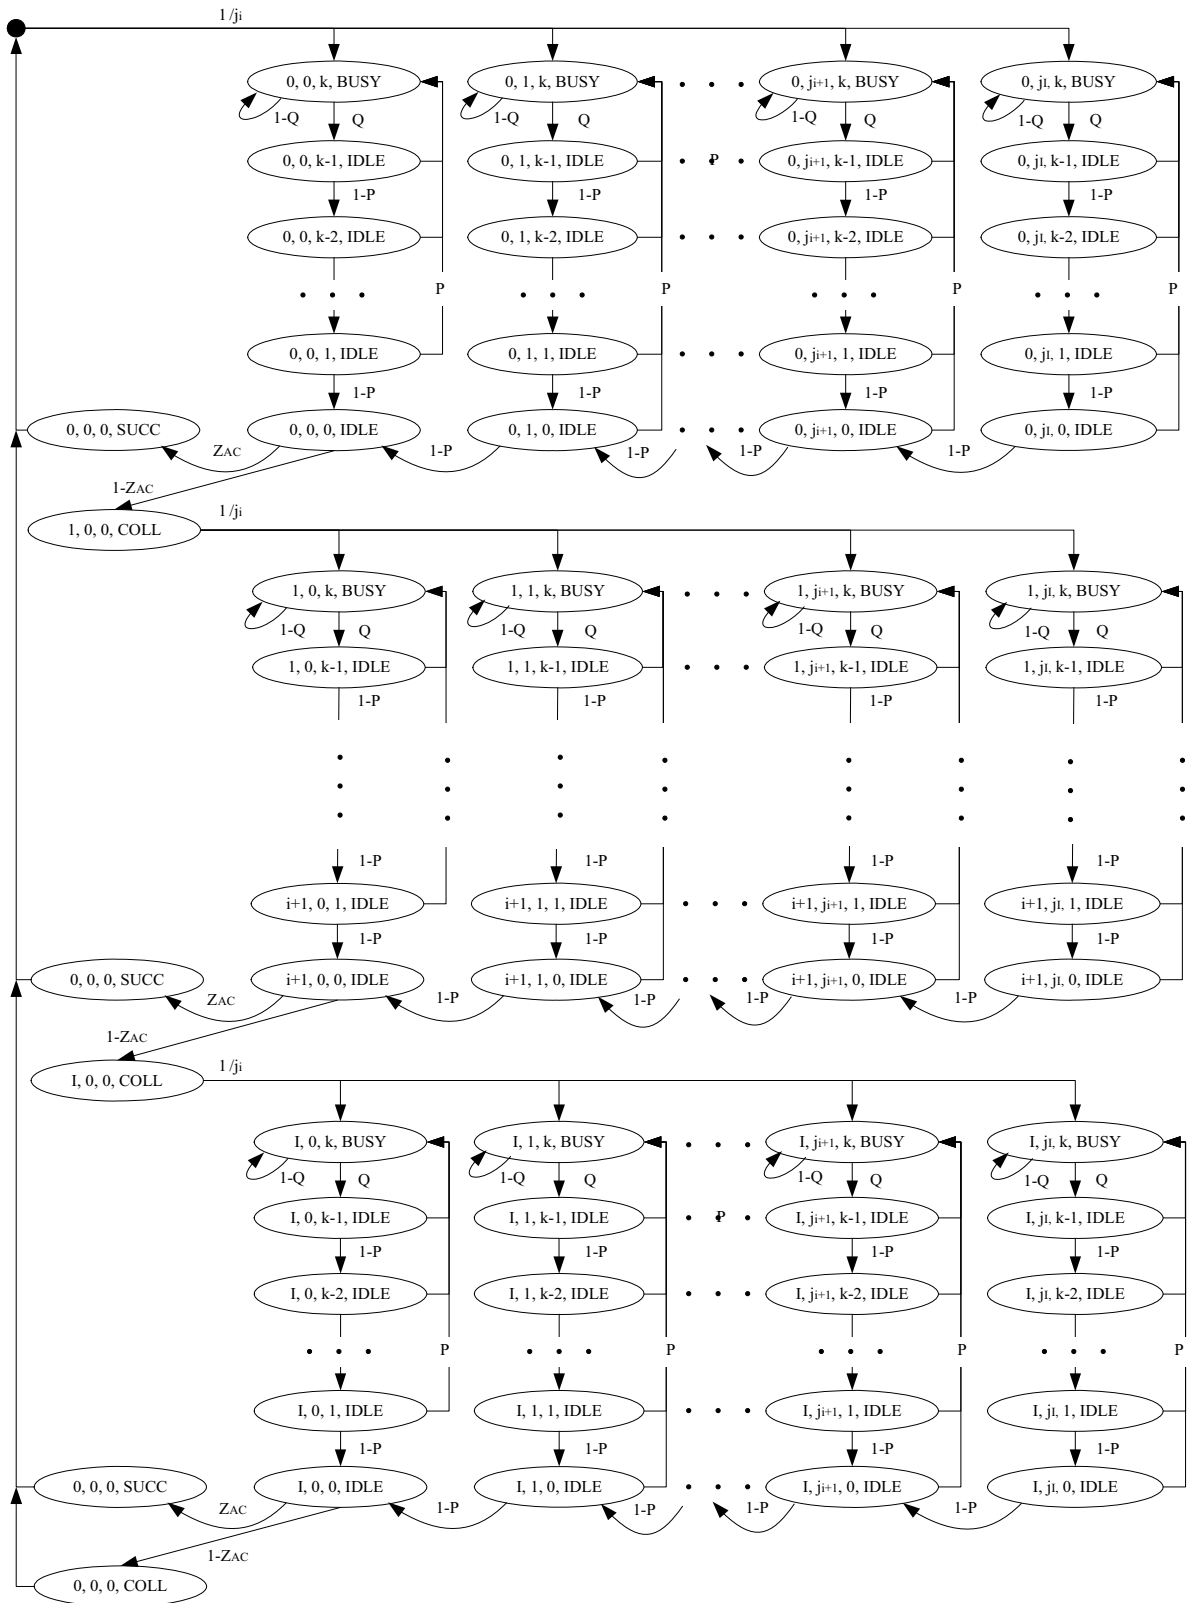 1/ji
0, 0, k, BUSY 0, 1, k, BUSY 0, ji+1, k, BUSY 0, jI, k, BUSY
1-Q Q 1-Q Q 1-Q Q 1-Q Q
0, 0, k-1, IDLE 0, 1, k-1, IDLE P 0, ji+1, k-1, IDLE 0, jI, k-1, IDLE
1-P 1-P 1-P 1-P
0, 0, k-2, IDLE 0, 1, k-2, IDLE 0, ji+1, k-2, IDLE 0, jI, k-2, IDLE
P P P P
0, 0, 1, IDLE 0, 1, 1, IDLE 0, ji+1, 1, IDLE 0, jI, 1, IDLE
1-P 1-P 1-P 1-P
0, 0, 0, SUCC 0, 0, 0, IDLE 0, 1, 0, IDLE 0, ji+1, 0, IDLE 0, jI, 0, IDLE
ZAC 1-P 1-P 1-P 1-P
1-ZAC
1/ji
1, 0, 0, COLL
1, 0, k, BUSY 1, 1, k, BUSY 1, ji+1, k, BUSY 1, jI, k, BUSY
1-Q Q 1-Q Q 1-Q Q 1-Q Q
1, 0, k-1, IDLE 1, 1, k-1, IDLE 1, ji+1, k-1, IDLE 1, jI, k-1, IDLE
1-P 1-P 1-P 1-P
1-P 1-P 1-P 1-P
i+1, 0, 1, IDLE i+1, 1, 1, IDLE i+1, ji+1, 1, IDLE i+1, jI, 1, IDLE
1-P 1-P 1-P 1-P
0, 0, 0, SUCC i+1, 0, 0, IDLE i+1, 1, 0, IDLE i+1, ji+1, 0, IDLE i+1, jI, 0, IDLE
ZAC 1-P 1-P 1-P 1-P
1-ZAC
1/ji
I, 0, 0, COLL
I, 0, k, BUSY I, 1, k, BUSY I, ji+1, k, BUSY I, jI, k, BUSY
1-Q Q 1-Q Q 1-Q Q 1-Q Q
I, 0, k-1, IDLE I, 1, k-1, IDLE P I, ji+1, k-1, IDLE I, jI, k-1, IDLE
1-P 1-P 1-P 1-P
I, 0, k-2, IDLE I, 1, k-2, IDLE I, ji+1, k-2, IDLE I, jI, k-2, IDLE
P P P P
I, 0, 1, IDLE I, 1, 1, IDLE I, ji+1, 1, IDLE I, jI, 1, IDLE
1-P 1-P 1-P 1-P
0, 0, 0, SUCC I, 0, 0, IDLE I, 1, 0, IDLE I, ji+1, 0, IDLE I, jI, 0, IDLE
ZAC 1-P 1-P 1-P 1-P
1-ZAC
0, 0, 0, COLL